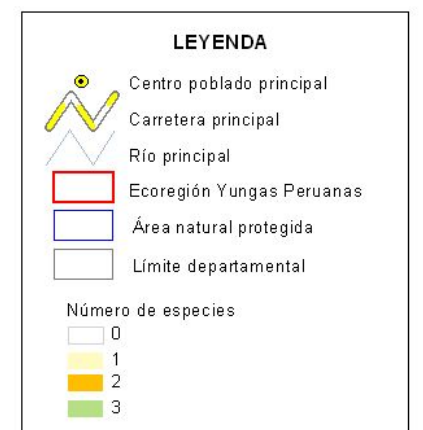 LEYENDA
Centro poblado principal
Carretera principal
Río principal
Ecoregión Yungas Peruanas
Área natural protegida
Límite departamental
Número de especies
0
1
2
3